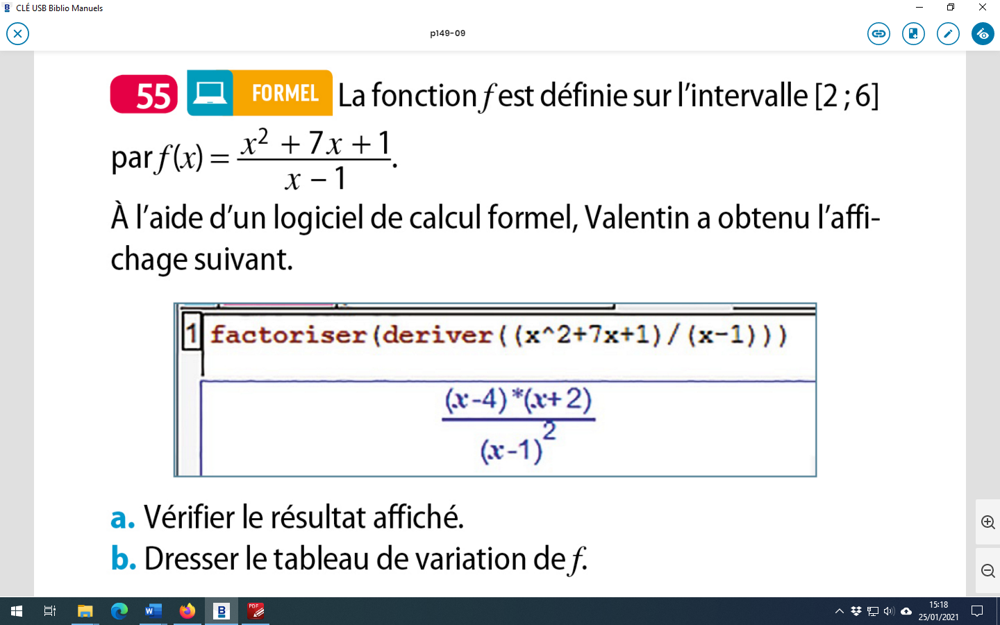 CLÉ USB Biblio Manuels
p149-09
55 FORMEL La fonction f est définie sur l’intervalle [2 ; 6]
par f(x) = (x² + 7x + 1)/(x – 1).
À l’aide d’un logiciel de calcul formel, Valentin a obtenu l’affi-
chage suivant.
1 factoriser(deriver((x^2+7x+1)/(x-1)))
(x-4)*(x+2)
(x-1)²
a. Vérifier le résultat affiché.
b. Dresser le tableau de variation de f.
15:18
25/01/2021